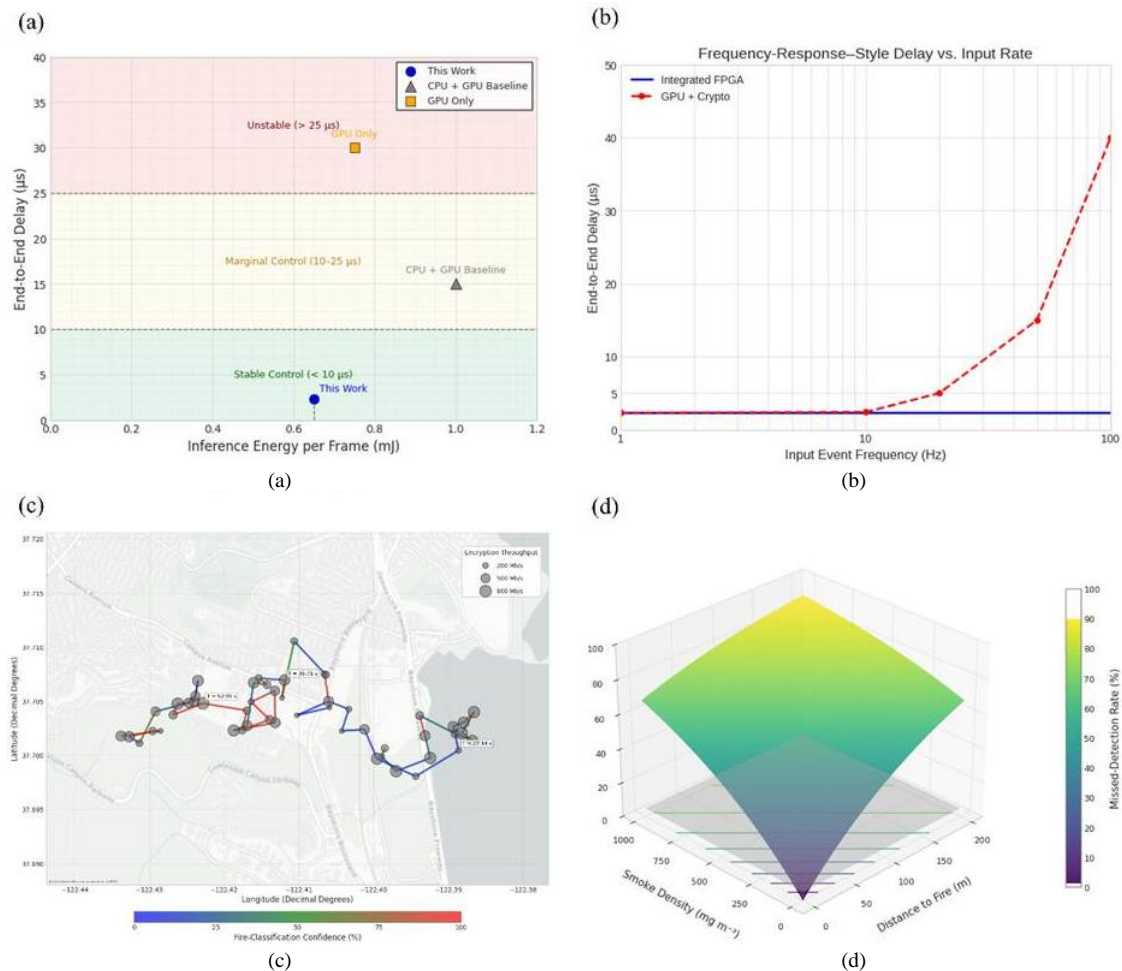 (a)
40
35
30
25
20
15
10
5
0
End-to-End Delay (µs)
This Work
CPU + GPU Baseline
GPU Only
Unstable (> 25 µs)
GPU Only
Marginal Control (10–25 µs)
CPU + GPU Baseline
Stable Control (< 10 µs)
This Work
0.0 0.2 0.4 0.6 0.8 1.0 1.2
Inference Energy per Frame (mJ)
(a)
(b)
Frequency-Response–Style Delay vs. Input Rate
50
40
30
20
10
5
0
End-to-End Delay (µs)
Integrated FPGA
GPU + Crypto
1 10 100
Input Event Frequency (Hz)
(b)
(c)
37.720
37.715
37.710
37.705
37.700
37.695
37.690
Latitude (Decimal Degrees)
Encryption Throughput
200 Mb/s
500 Mb/s
800 Mb/s
−122.44 −122.43 −122.42 −122.41 −122.40 −122.39 −122.38
Longitude (Decimal Degrees)
0 25 50 75 100
Fire-Classification Confidence (%)
(c)
(d)
100
80
60
40
20
0
1000
750
500
250
0
Smoke Density (mg m⁻³)
0
50
100
150
200
Distance to Fire (m)
100
90
80
70
60
50
40
30
20
10
0
Missed-Detection Rate (%)
(d)